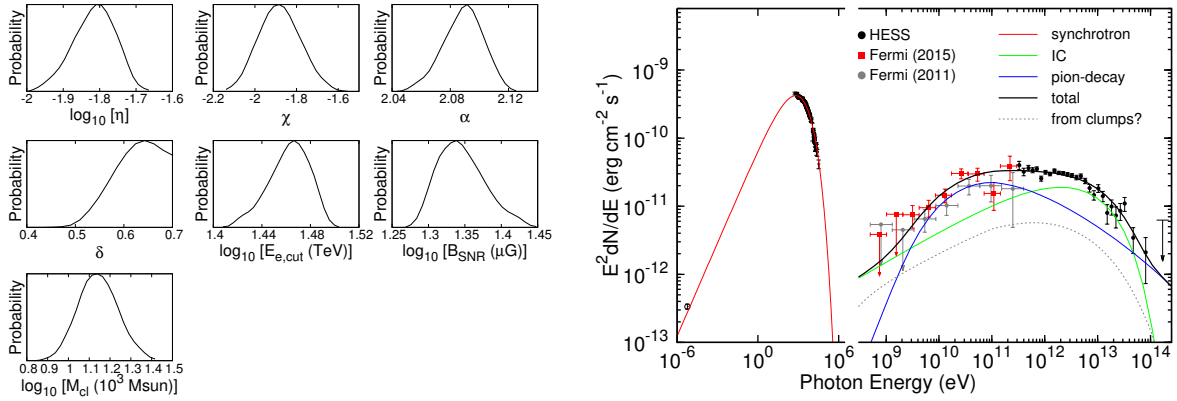 Probability
-2 -1.9 -1.8 -1.7 -1.6
log10 [η]
Probability
-2.2 -2 -1.8 -1.6
χ
Probability
2.04 2.08 2.12
α
Probability
0.4 0.5 0.6 0.7
δ
Probability
1.4 1.44 1.48 1.52
log10 [Ee,cut (TeV)]
Probability
1.25 1.3 1.35 1.4 1.45
log10 [BSNR (μG)]
Probability
0.8 0.9 1 1.1 1.2 1.3 1.4 1.5
log10 [Mcl (10^3 Msun)]
E^2dN/dE (erg cm^-2 s^-1)
10^-9
10^-10
10^-11
10^-12
10^-13
HESS
Fermi (2015)
Fermi (2011)
synchrotron
IC
pion-decay
total
from clumps?
10^-6 10^0 10^6 10^9 10^10 10^11 10^12 10^13 10^14
Photon Energy (eV)